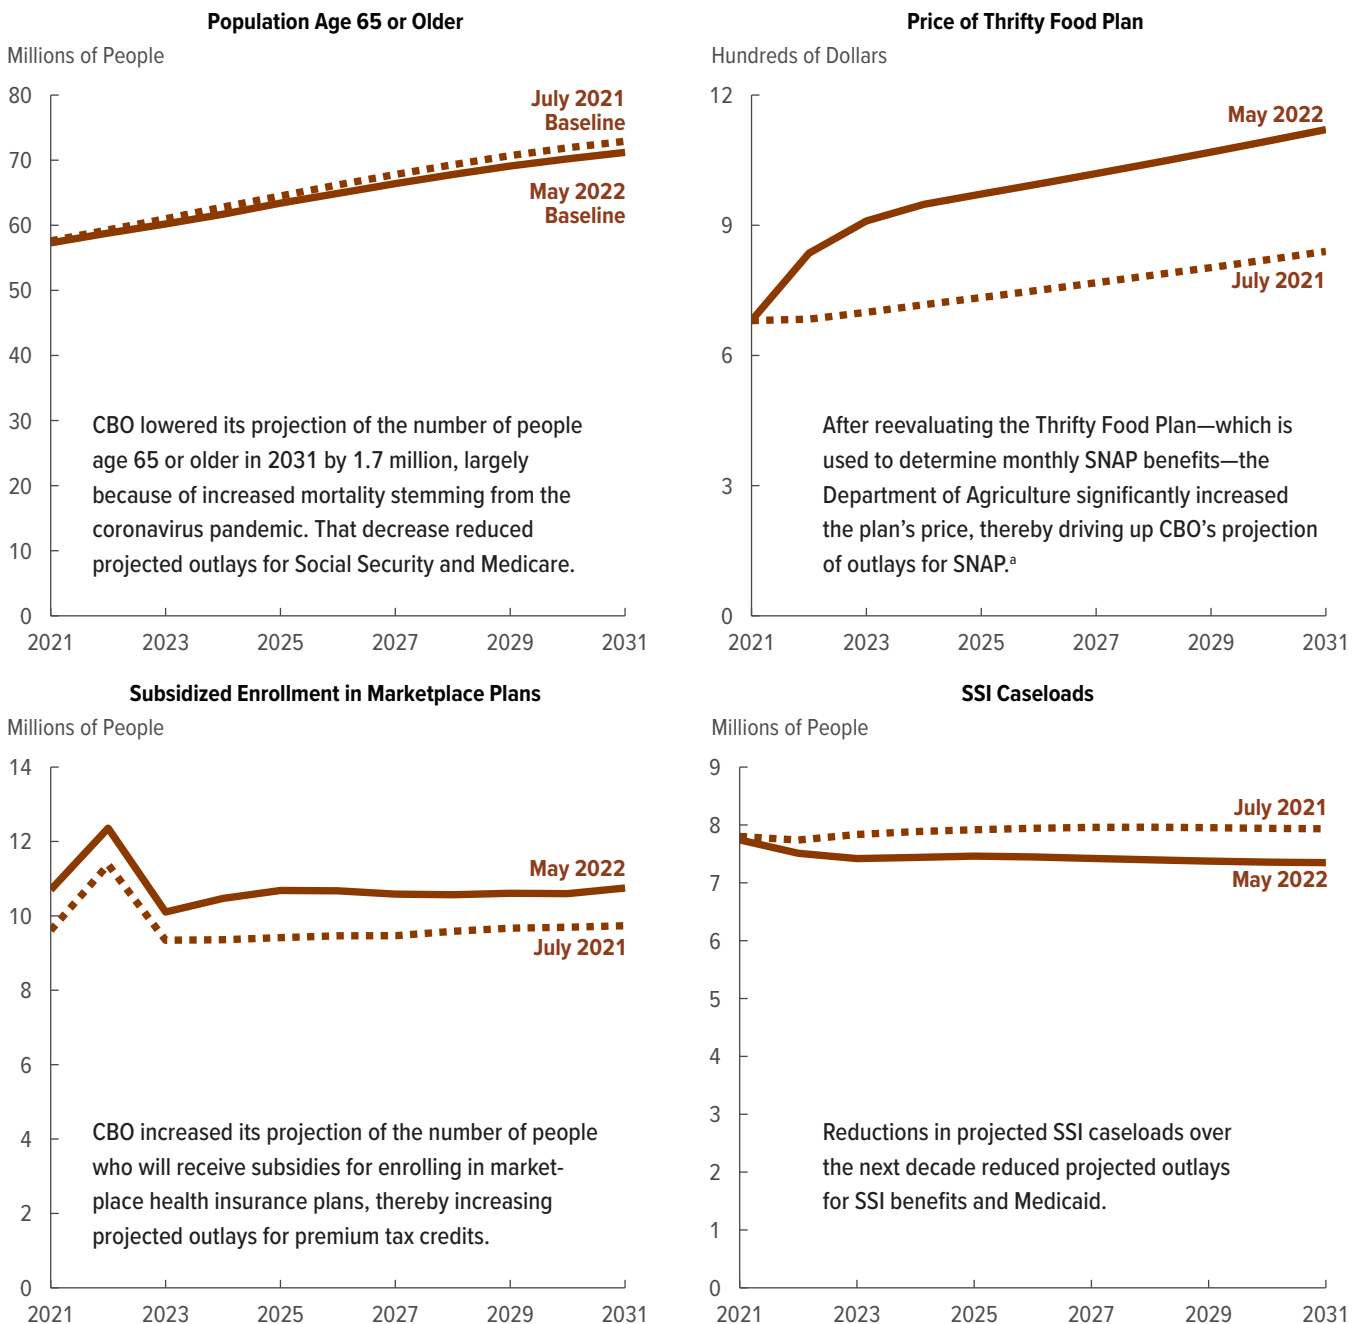 Population Age 65 or Older
Millions of People
80
70
60
50
40
30
20
10
0
July 2021
Baseline
May 2022
Baseline
CBO lowered its projection of the number of people
age 65 or older in 2031 by 1.7 million, largely
because of increased mortality stemming from the
coronavirus pandemic. That decrease reduced
projected outlays for Social Security and Medicare.
2021 2023 2025 2027 2029 2031
Price of Thrifty Food Plan
Hundreds of Dollars
12
9
6
3
0
May 2022
July 2021
After reevaluating the Thrifty Food Plan—which is
used to determine monthly SNAP benefits—the
Department of Agriculture significantly increased
the plan's price, thereby driving up CBO's projection
of outlays for SNAP.ᵃ
2021 2023 2025 2027 2029 2031
Subsidized Enrollment in Marketplace Plans
Millions of People
14
12
10
8
6
4
2
0
May 2022
July 2021
CBO increased its projection of the number of people
who will receive subsidies for enrolling in market-
place health insurance plans, thereby increasing
projected outlays for premium tax credits.
2021 2023 2025 2027 2029 2031
SSI Caseloads
Millions of People
9
8
7
6
5
4
3
2
1
0
July 2021
May 2022
Reductions in projected SSI caseloads over
the next decade reduced projected outlays
for SSI benefits and Medicaid.
2021 2023 2025 2027 2029 2031